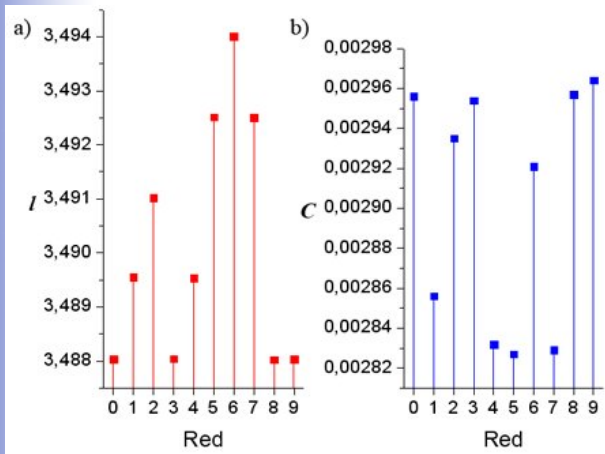 a)
3,494
3,493
3,492
3,491
3,490
3,489
3,488
l
0 1 2 3 4 5 6 7 8 9
Red
b)
0,00298
0,00296
0,00294
0,00292
0,00290
0,00288
0,00286
0,00284
0,00282
C
0 1 2 3 4 5 6 7 8 9
Red